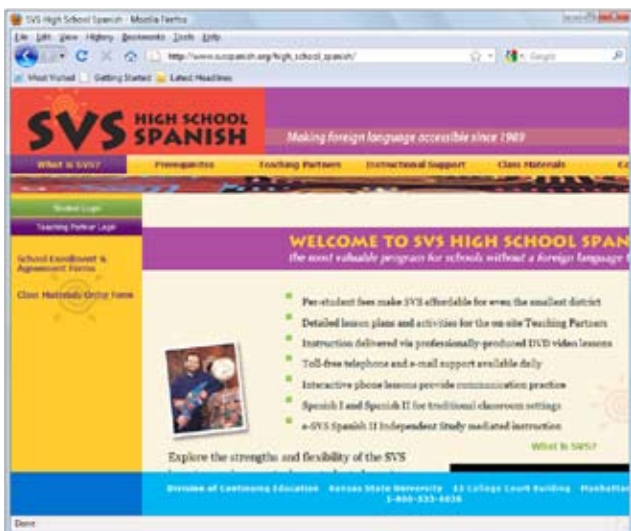 SVS High School Spanish - Mozilla Firefox
File Edit View History Bookmarks Tools Help
http://www.svsspanish.org/high_school_spanish/
Google
Most Visited Getting Started Latest Headlines
SVS HIGH SCHOOL
SPANISH
Making foreign language accessible since 1989
What is SVS? Prerequisites Teaching Partners Instructional Support Class Materials
Student Login
Teaching Partner Login
WELCOME TO SVS HIGH SCHOOL SPAN
the most valuable program for schools without a foreign language
School Enrollment &
Agreement Forms
Class Materials Order Form
Per-student fees make SVS affordable for even the smallest district
Detailed lesson plans and activities for the on-site Teaching Partners
Instruction delivered via professionally-produced DVD video lessons
Toll-free telephone and e-mail support available daily
Interactive phone lessons provide communication practice
Spanish I and Spanish II for traditional classroom settings
e-SVS Spanish II Independent Study mediated instruction
What is SVS?
Explore the strengths and flexibility of the SVS
Division of Continuing Education Kansas State University 13 College Court Building Manhattan
1-800-533-6036
Done